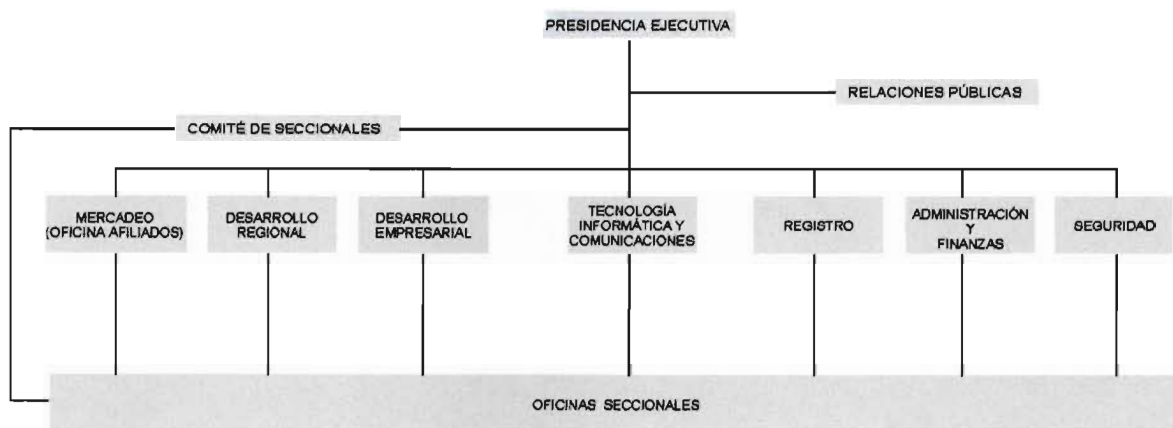 PRESIDENCIA EJECUTIVA
RELACIONES PÚBLICAS
COMITÉ DE SECCIONALES
MERCADEO
(OFICINA AFILIADOS)
DESARROLLO
REGIONAL
DESARROLLO
EMPRESARIAL
TECNOLOGÍA
INFORMÁTICA Y
COMUNICACIONES
REGISTRO
ADMINISTRACIÓN
Y
FINANZAS
SEGURIDAD
OFICINAS SECCIONALES